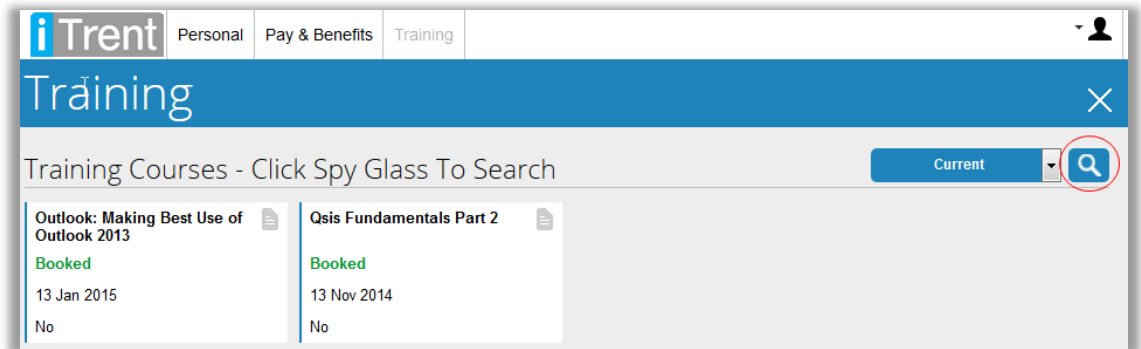 iTrent Personal Pay & Benefits Training
Training
Training Courses - Click Spy Glass To Search Current
Outlook: Making Best Use of
Outlook 2013
Booked
13 Jan 2015
No
Qsis Fundamentals Part 2
Booked
13 Nov 2014
No